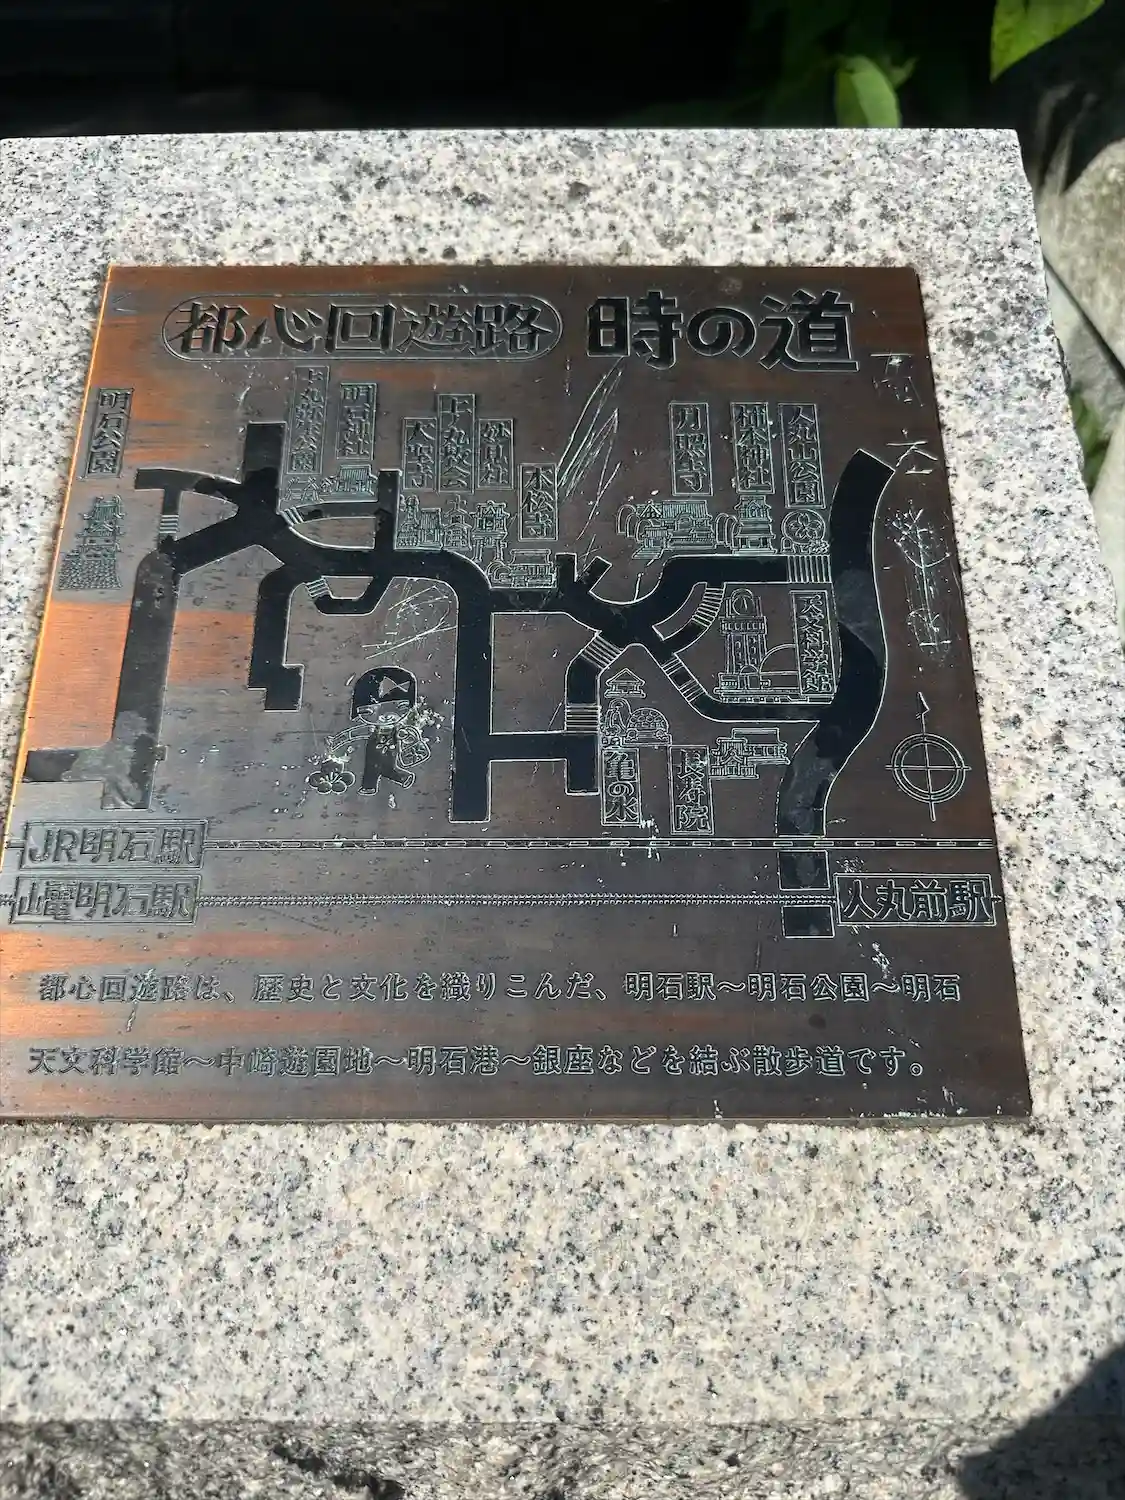 都心回遊路 時の道
明石公園
上丸弥生公園
明石神社
大聖寺
上ノ丸教会
妙見社
本松寺
月照寺
柿本神社
人丸山公園
天文科学館
亀の水
長寿院
JR明石駅
山電明石駅
人丸前駅
都心回遊路は、歴史と文化を織りこんだ、明石駅〜明石公園〜明石
天文科学館〜中崎遊園地〜明石港〜銀座などを結ぶ散歩道です。